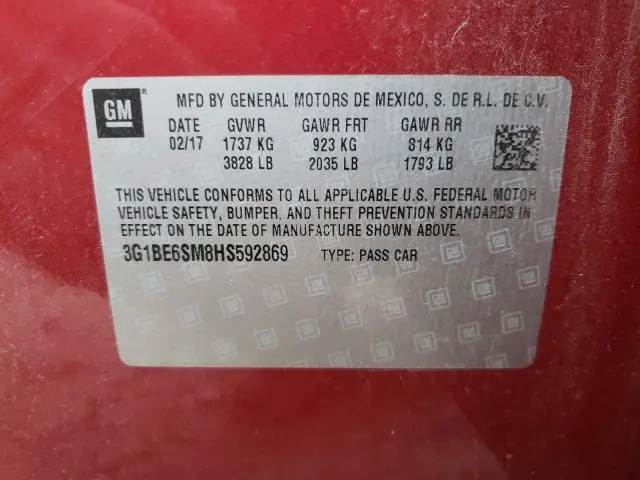 GM
MFD BY GENERAL MOTORS DE MEXICO, S. DE R.L. DE C.V.
DATE GVWR GAWR FRT GAWR RR
02/17 1737 KG 923 KG 814 KG
3828 LB 2035 LB 1793 LB
THIS VEHICLE CONFORMS TO ALL APPLICABLE U.S. FEDERAL MOTOR
VEHICLE SAFETY, BUMPER, AND THEFT PREVENTION STANDARDS IN
EFFECT ON THE DATE OF MANUFACTURE SHOWN ABOVE.
3G1BE6SM8HS592869 TYPE: PASS CAR